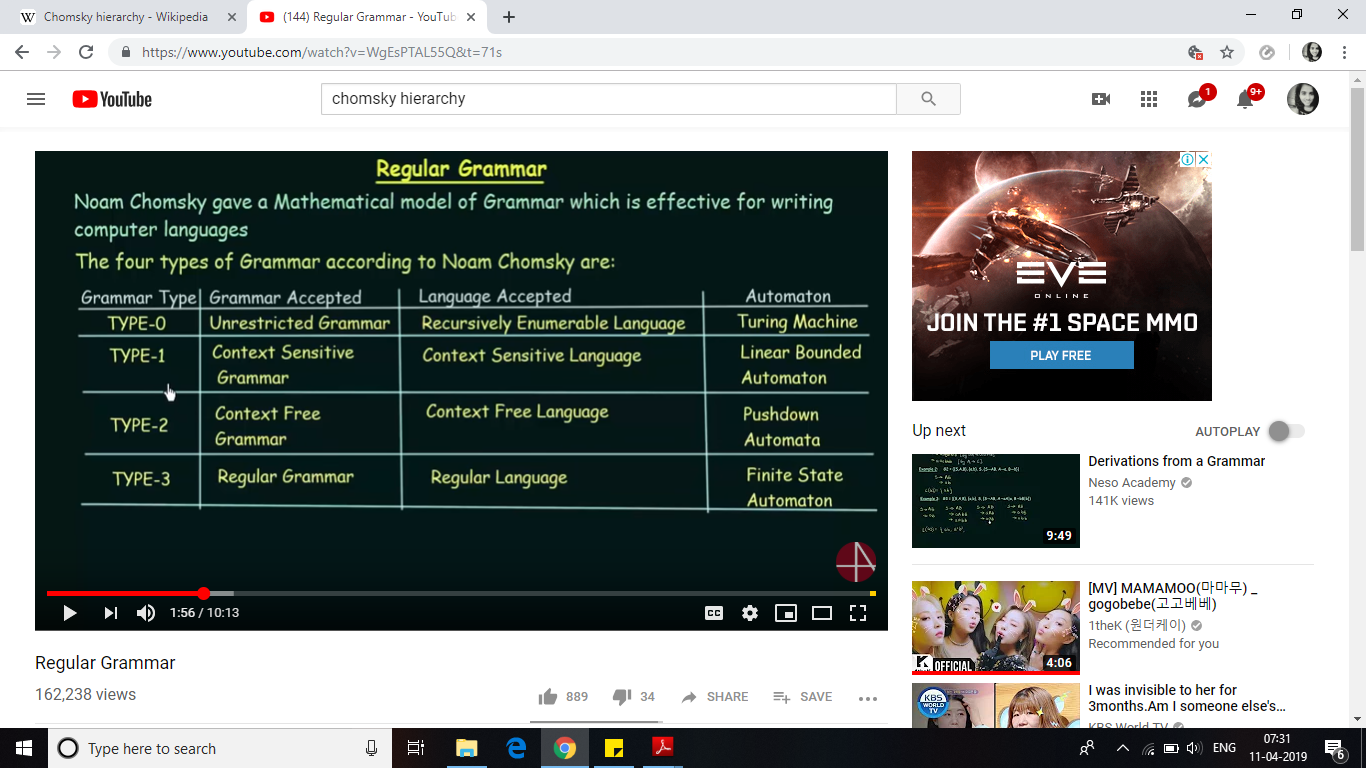 Chomsky hierarchy - Wikipedia
(144) Regular Grammar - YouTub
https://www.youtube.com/watch?v=WgEsPTAL55Q&t=71s
YouTube
chomsky hierarchy
1
9+
Regular Grammar
Noam Chomsky gave a Mathematical model of Grammar which is effective for writing
computer languages
The four types of Grammar according to Noam Chomsky are:
Grammar Type Grammar Accepted Language Accepted Automaton
TYPE-0 Unrestricted Grammar Recursively Enumerable Language Turing Machine
TYPE-1 Context Sensitive Context Sensitive Language Linear Bounded
Grammar Automaton
TYPE-2 Context Free Context Free Language Pushdown
Grammar Automata
TYPE-3 Regular Grammar Regular Language Finite State
Automaton
1:56 / 10:13
CC
Regular Grammar
162,238 views
889 34 SHARE SAVE
EVE
ONLINE
JOIN THE #1 SPACE MMO
PLAY FREE
Up next AUTOPLAY
9:49
Derivations from a Grammar
Neso Academy
141K views
K OFFICIAL
4:06
[MV] MAMAMOO(마마무) _
gogobebe(고고베베)
1theK (원더케이)
Recommended for you
KBS
WORLD
TV
I was invisible to her for
3months.Am I someone else's...
KBS World TV
Type here to search
ENG
07:31
11-04-2019
6